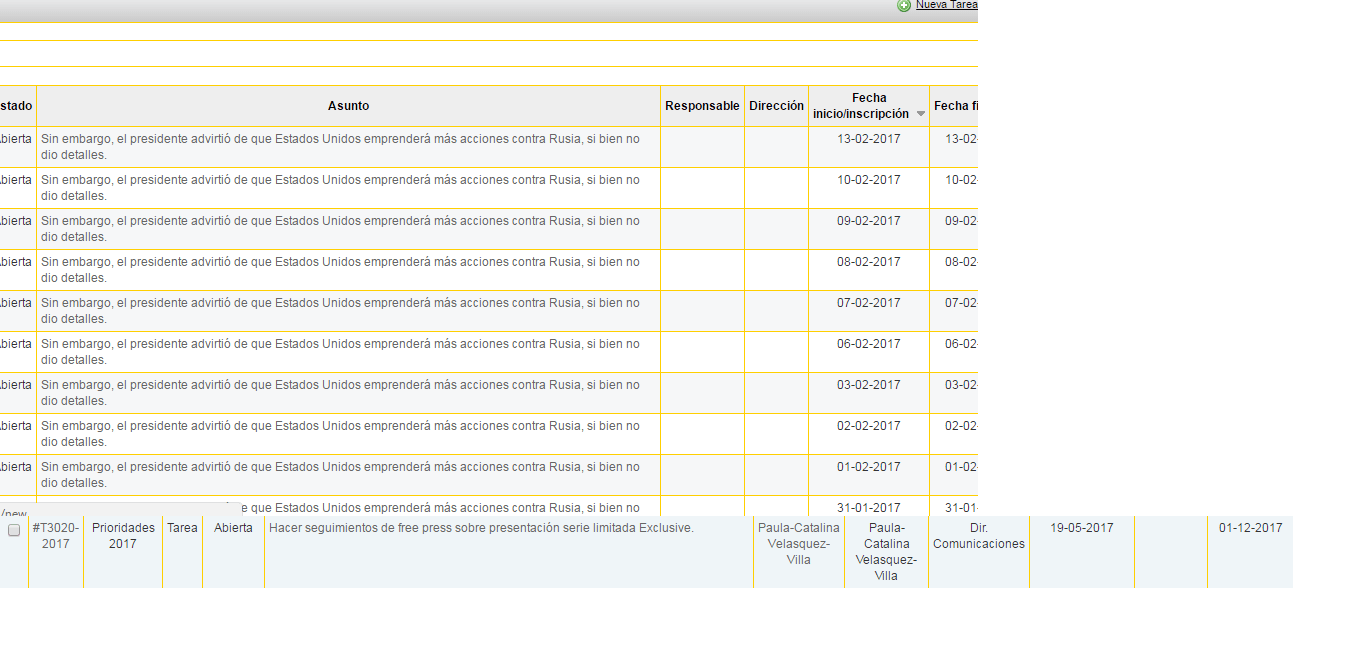 Nueva Tarea
stado Asunto Responsable Dirección Fecha Fecha fi
inicio/inscripción
bierta Sin embargo, el presidente advirtió de que Estados Unidos emprenderá más acciones contra Rusia, si bien no 13-02-2017 13-02-
dio detalles.
bierta Sin embargo, el presidente advirtió de que Estados Unidos emprenderá más acciones contra Rusia, si bien no 10-02-2017 10-02-
dio detalles.
bierta Sin embargo, el presidente advirtió de que Estados Unidos emprenderá más acciones contra Rusia, si bien no 09-02-2017 09-02-
dio detalles.
bierta Sin embargo, el presidente advirtió de que Estados Unidos emprenderá más acciones contra Rusia, si bien no 08-02-2017 08-02-
dio detalles.
bierta Sin embargo, el presidente advirtió de que Estados Unidos emprenderá más acciones contra Rusia, si bien no 07-02-2017 07-02-
dio detalles.
bierta Sin embargo, el presidente advirtió de que Estados Unidos emprenderá más acciones contra Rusia, si bien no 06-02-2017 06-02-
dio detalles.
bierta Sin embargo, el presidente advirtió de que Estados Unidos emprenderá más acciones contra Rusia, si bien no 03-02-2017 03-02-
dio detalles.
bierta Sin embargo, el presidente advirtió de que Estados Unidos emprenderá más acciones contra Rusia, si bien no 02-02-2017 02-02-
dio detalles.
bierta Sin embargo, el presidente advirtió de que Estados Unidos emprenderá más acciones contra Rusia, si bien no 01-02-2017 01-02-
dio detalles.
de que Estados Unidos emprenderá más acciones contra Rusia, si bien no 31-01-2017 31-01-
/new
#T3020- Prioridades Tarea Abierta Hacer seguimientos de free press sobre presentación serie limitada Exclusive. Paula-Catalina Paula- Dir. 19-05-2017 01-12-2017
2017 2017 Velasquez- Catalina Comunicaciones
Villa Velasquez-
Villa